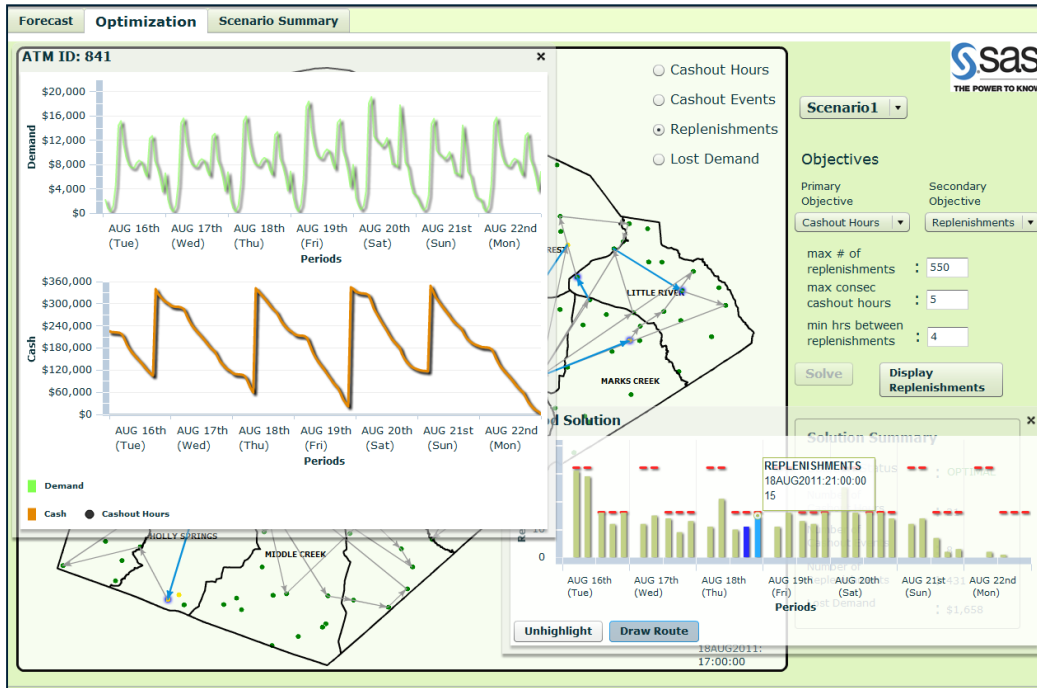 Forecast
Optimization
Scenario Summary
ATM ID: 841
×
$20,000
$16,000
$12,000
$8,000
$4,000
$0
Demand
AUG 16th AUG 17th AUG 18th AUG 19th AUG 20th AUG 21st AUG 22nd
(Tue) (Wed) (Thu) (Fri) (Sat) (Sun) (Mon)
Periods
$360,000
$300,000
$240,000
$180,000
$120,000
$60,000
$0
Cash
AUG 16th AUG 17th AUG 18th AUG 19th AUG 20th AUG 21st AUG 22nd
(Tue) (Wed) (Thu) (Fri) (Sat) (Sun) (Mon)
Periods
Demand
Cash
Cashout Hours
Cashout Hours
Cashout Events
Replenishments
Lost Demand
REST
LITTLE RIVER
MARKS CREEK
HOLLY SPRINGS
MIDDLE CREEK
sas
THE POWER TO KNOW
Scenario1
Objectives
Primary
Objective
Secondary
Objective
Cashout Hours
Replenishments
max # of
replenishments : 550
max consec
cashout hours : 5
min hrs between
replenishments : 4
Solve
Display
Replenishments
Solution
×
Solution Summary
REPLENISHMENTS
18AUG2011:21:00:00
15
Number of
431
Lost Demand : $1,658
0
AUG 16th AUG 17th AUG 18th AUG 19th AUG 20th AUG 21st AUG 22nd
(Tue) (Wed) (Thu) (Fri) (Sat) (Sun) (Mon)
Periods
Unhighlight
Draw Route
18AUG2011:
17:00:00